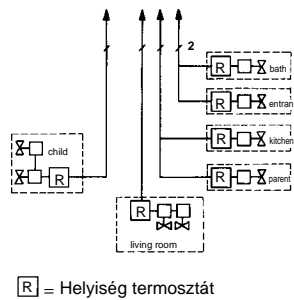 2
R bath
R entran
child
R kitchen
R
R parent
R
living room
R = Helyiség termosztát